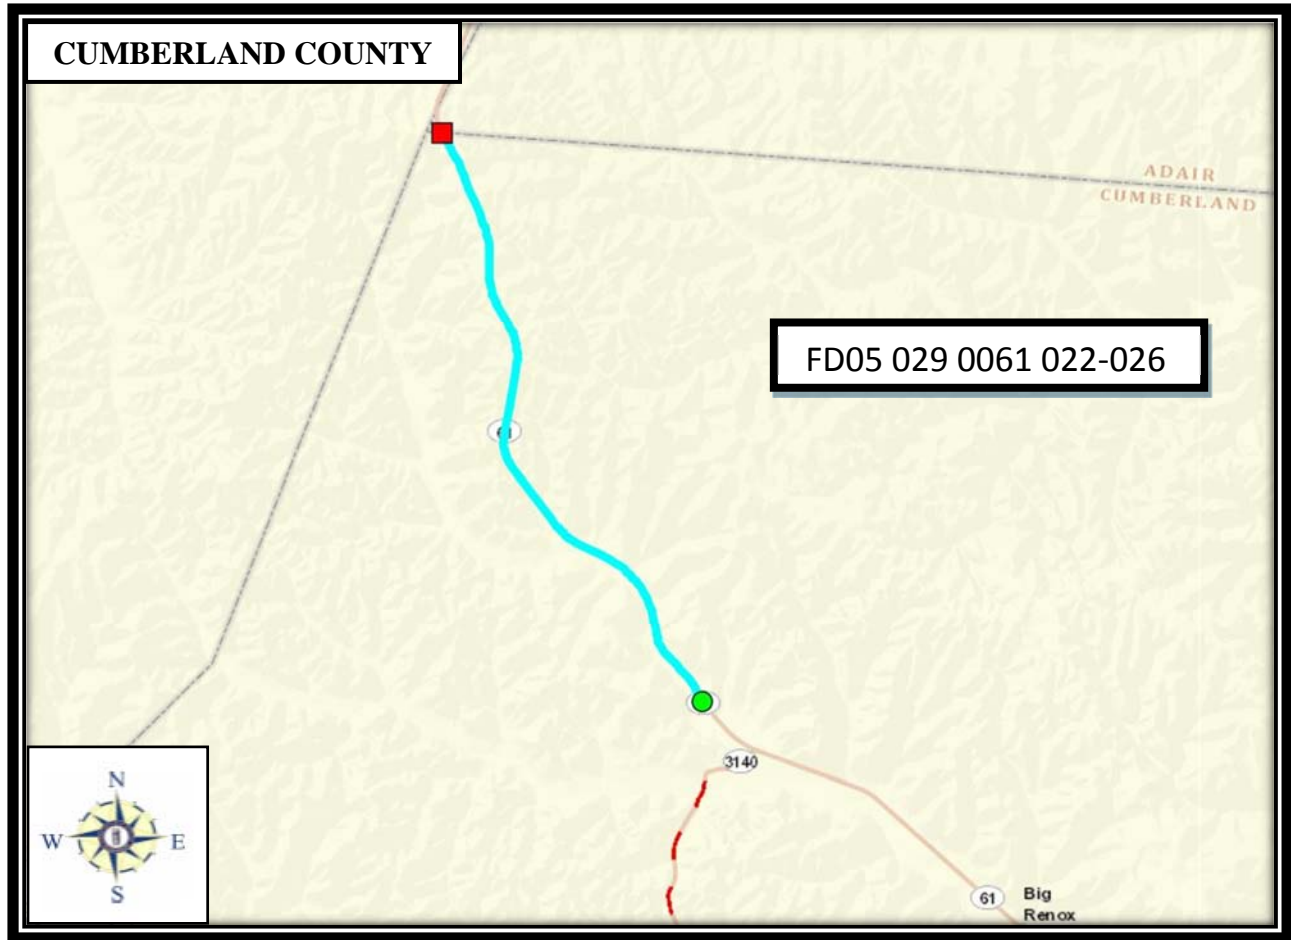 CUMBERLAND COUNTY
ADAIR
CUMBERLAND
FD05 029 0061 022-026
61
3140
N
W
E
S
61
Big
Renox